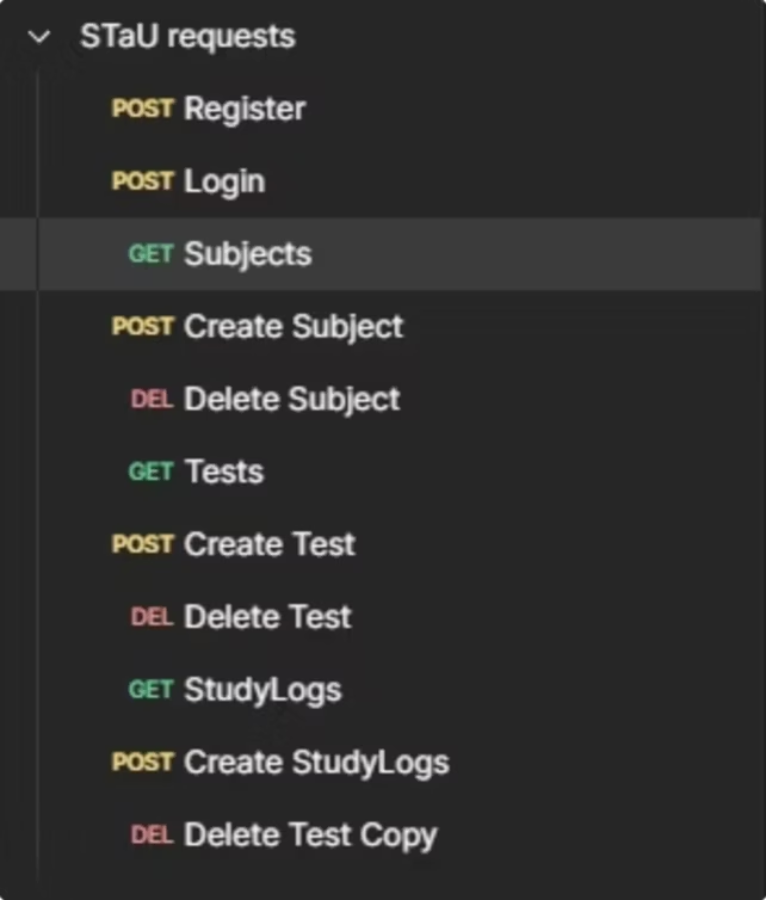 STaU requests
POST Register
POST Login
GET Subjects
POST Create Subject
DEL Delete Subject
GET Tests
POST Create Test
DEL Delete Test
GET StudyLogs
POST Create StudyLogs
DEL Delete Test Copy